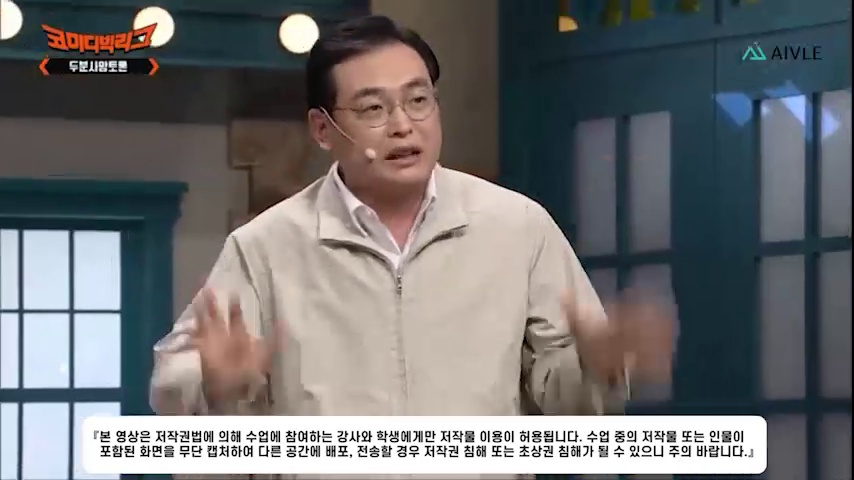 코미디빅리그
AIVLE
두분사망토론
『본 영상은 저작권법에 의해 수업에 참여하는 강사와 학생에게만 저작물 이용이 허용됩니다. 수업 중의 저작물 또는 인물이
포함된 화면을 무단 캡처하여 다른 공간에 배포, 전송할 경우 저작권 침해 또는 초상권 침해가 될 수 있으니 주의 바랍니다.』